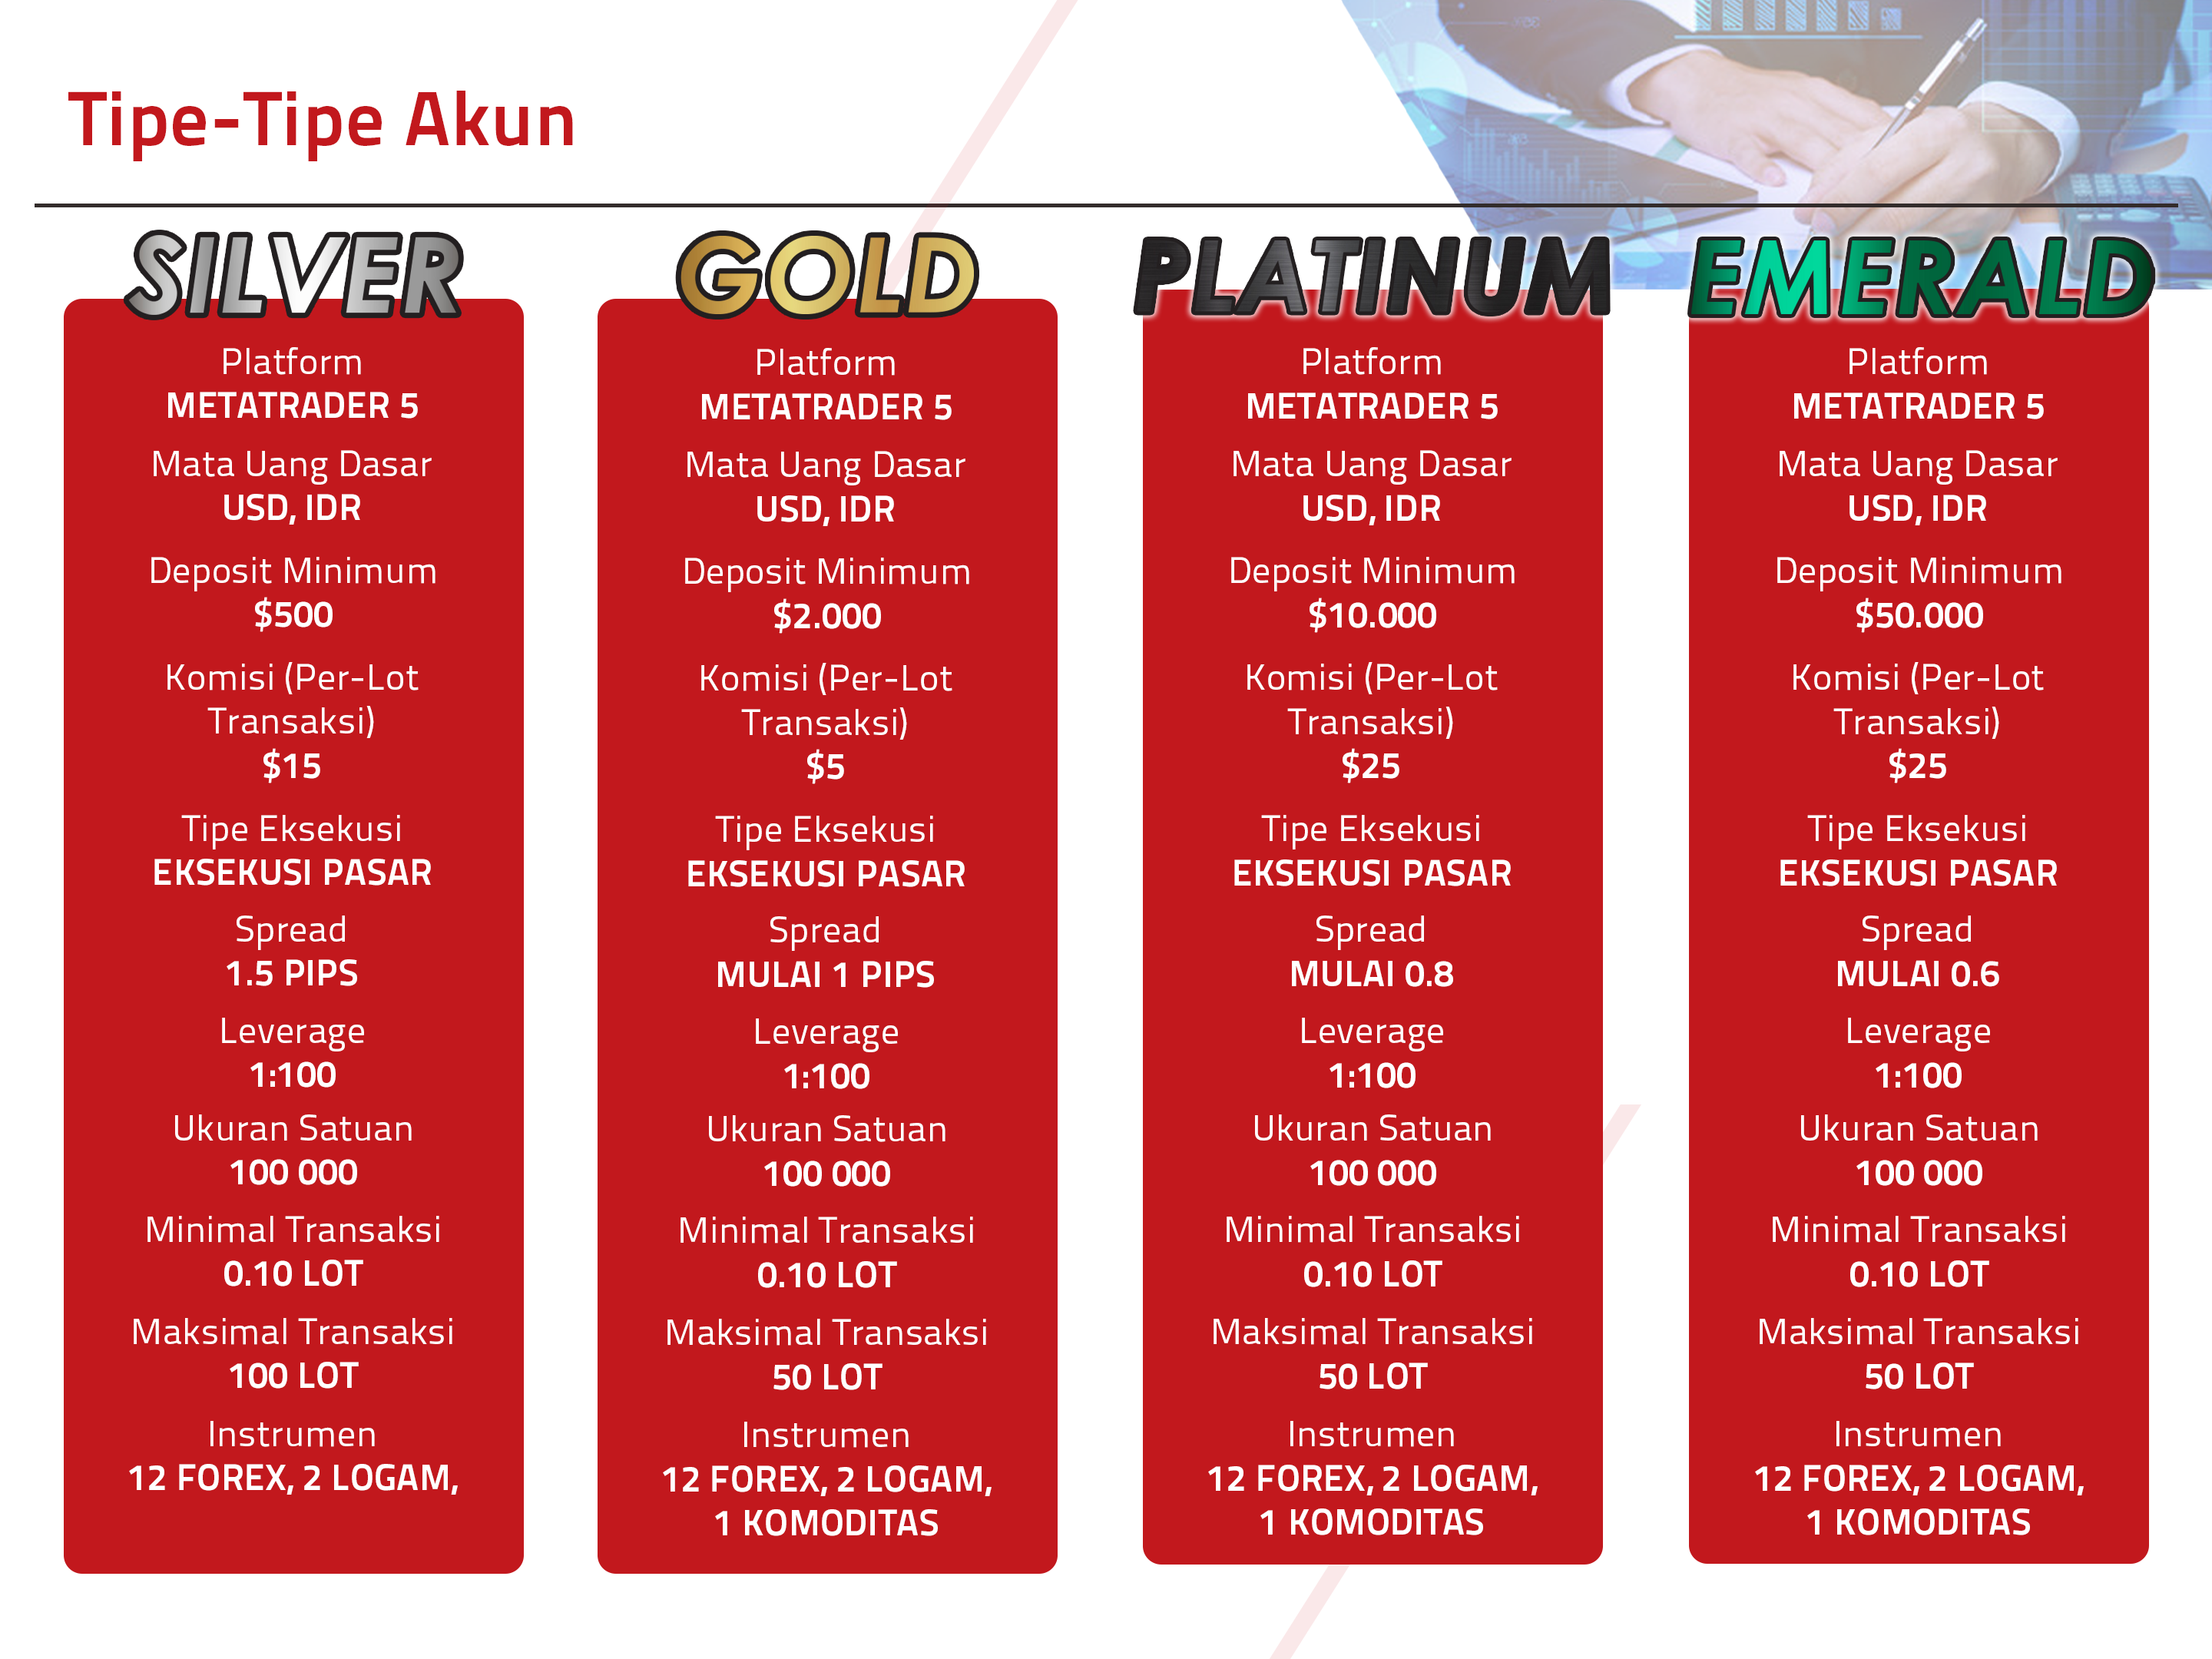 Tipe-Tipe Akun
SILVER
Platform
METATRADER 5
Mata Uang Dasar
USD, IDR
Deposit Minimum
$500
Komisi (Per-Lot
Transaksi)
$15
Tipe Eksekusi
EKSEKUSI PASAR
Spread
1.5 PIPS
Leverage
1:100
Ukuran Satuan
100 000
Minimal Transaksi
0.10 LOT
Maksimal Transaksi
100 LOT
Instrumen
12 FOREX, 2 LOGAM,
GOLD
Platform
METATRADER 5
Mata Uang Dasar
USD, IDR
Deposit Minimum
$2.000
Komisi (Per-Lot
Transaksi)
$5
Tipe Eksekusi
EKSEKUSI PASAR
Spread
MULAI 1 PIPS
Leverage
1:100
Ukuran Satuan
100 000
Minimal Transaksi
0.10 LOT
Maksimal Transaksi
50 LOT
Instrumen
12 FOREX, 2 LOGAM,
1 KOMODITAS
PLATINUM
Platform
METATRADER 5
Mata Uang Dasar
USD, IDR
Deposit Minimum
$10.000
Komisi (Per-Lot
Transaksi)
$25
Tipe Eksekusi
EKSEKUSI PASAR
Spread
MULAI 0.8
Leverage
1:100
Ukuran Satuan
100 000
Minimal Transaksi
0.10 LOT
Maksimal Transaksi
50 LOT
Instrumen
12 FOREX, 2 LOGAM,
1 KOMODITAS
EMERALD
Platform
METATRADER 5
Mata Uang Dasar
USD, IDR
Deposit Minimum
$50.000
Komisi (Per-Lot
Transaksi)
$25
Tipe Eksekusi
EKSEKUSI PASAR
Spread
MULAI 0.6
Leverage
1:100
Ukuran Satuan
100 000
Minimal Transaksi
0.10 LOT
Maksimal Transaksi
50 LOT
Instrumen
12 FOREX, 2 LOGAM,
1 KOMODITAS